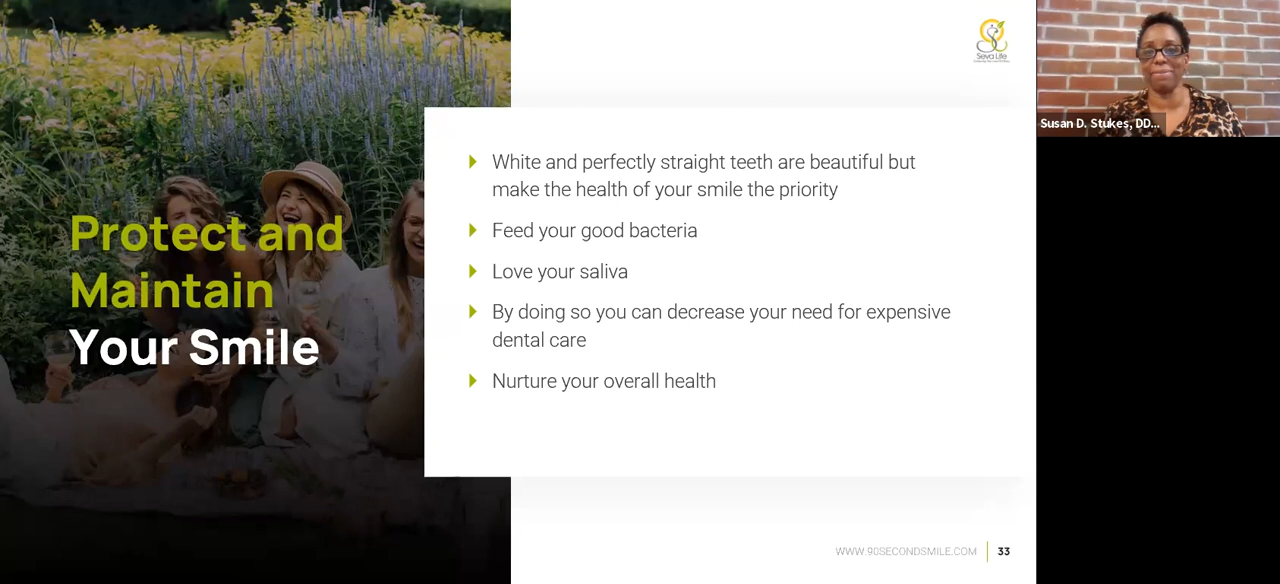 Protect and
Maintain
Your Smile
Seva Life
White and perfectly straight teeth are beautiful but
make the health of your smile the priority
Feed your good bacteria
Love your saliva
By doing so you can decrease your need for expensive
dental care
Nurture your overall health
WWW.90SECONDSMILE.COM
33
Susan D. Stukes, DD...